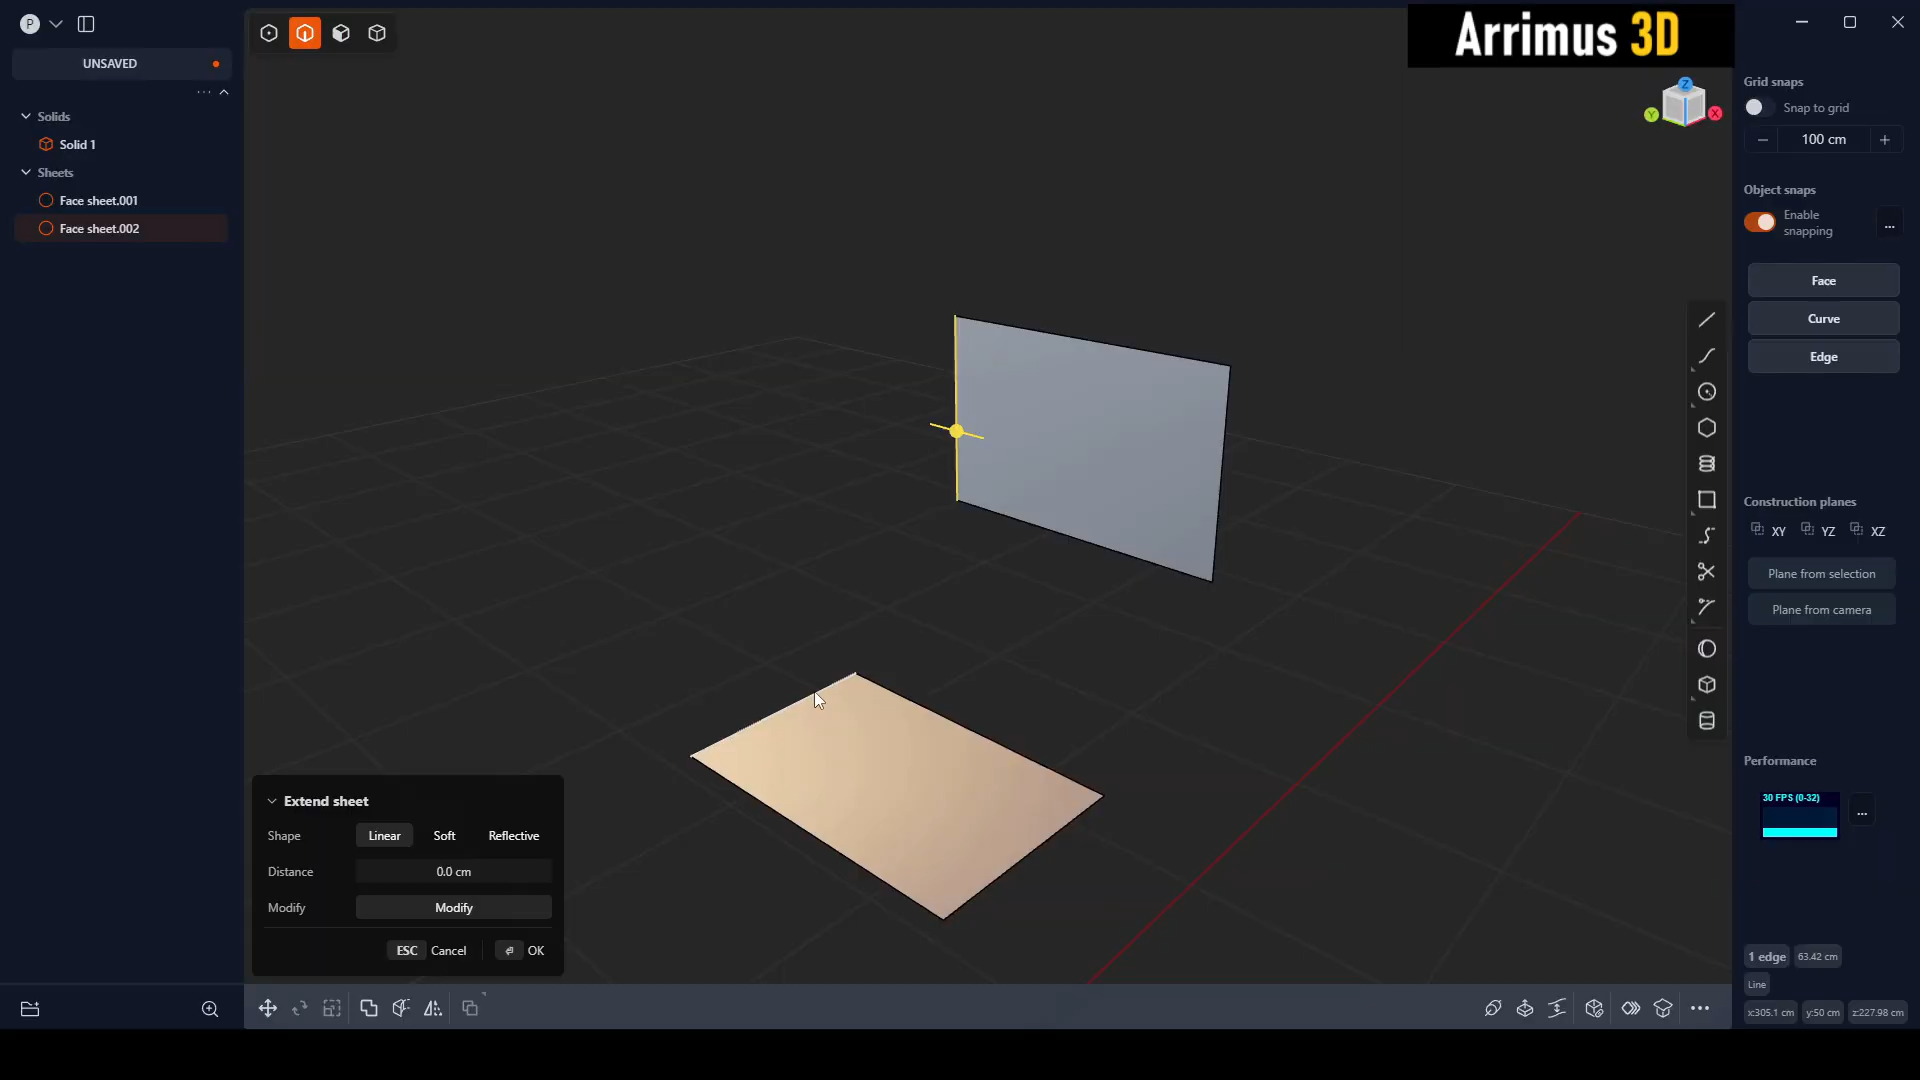 P
UNSAVED
Solids
Solid 1
Sheets
Face sheet.001
Face sheet.002
Arrimus 3D
Z
Y
X
Grid snaps
Snap to grid
100 cm
Object snaps
Enable
snapping
Face
Curve
Edge
Construction planes
XY YZ XZ
Plane from selection
Plane from camera
Performance
30 FPS (0-32)
Extend sheet
Shape Linear Soft Reflective
Distance 0.0 cm
Modify Modify
ESC Cancel OK
1 edge 63.42 cm
Line
x:305.1 cm y:50 cm z:227.98 cm